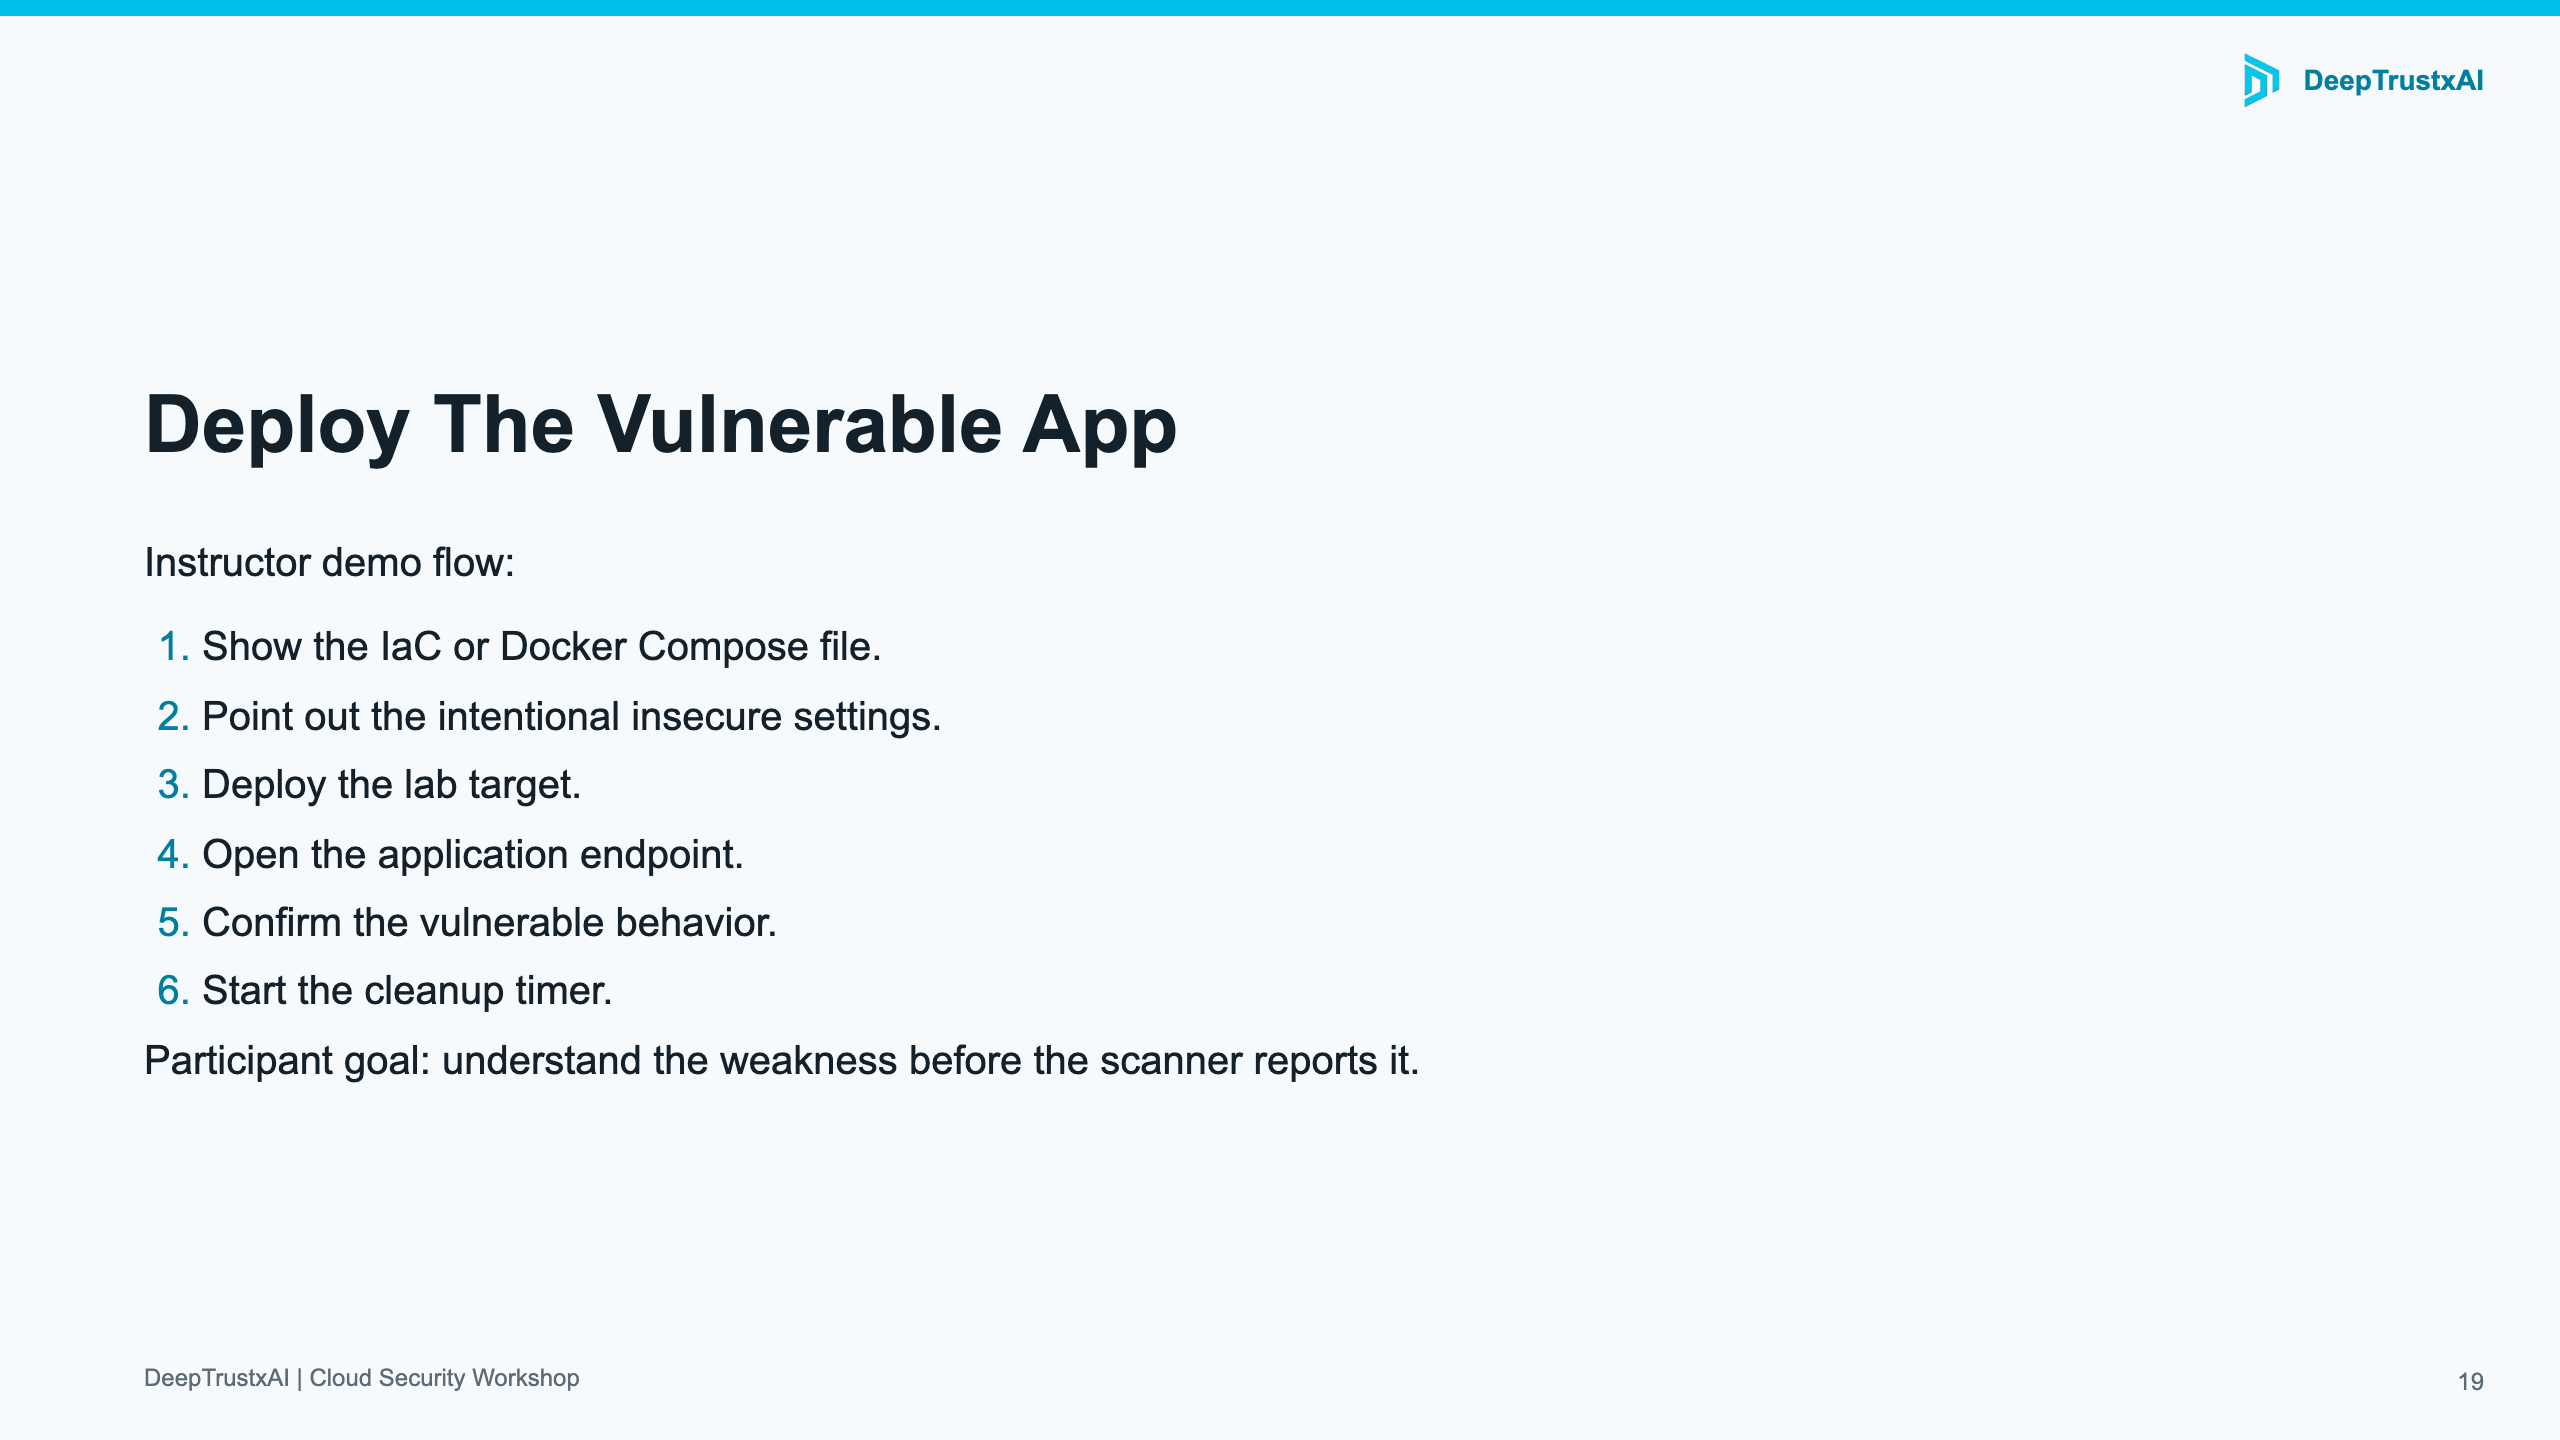 DeepTrustxAI
Deploy The Vulnerable App
Instructor demo flow:
1. Show the IaC or Docker Compose file.
2. Point out the intentional insecure settings.
3. Deploy the lab target.
4. Open the application endpoint.
5. Confirm the vulnerable behavior.
6. Start the cleanup timer.
Participant goal: understand the weakness before the scanner reports it.
DeepTrustxAI | Cloud Security Workshop
19